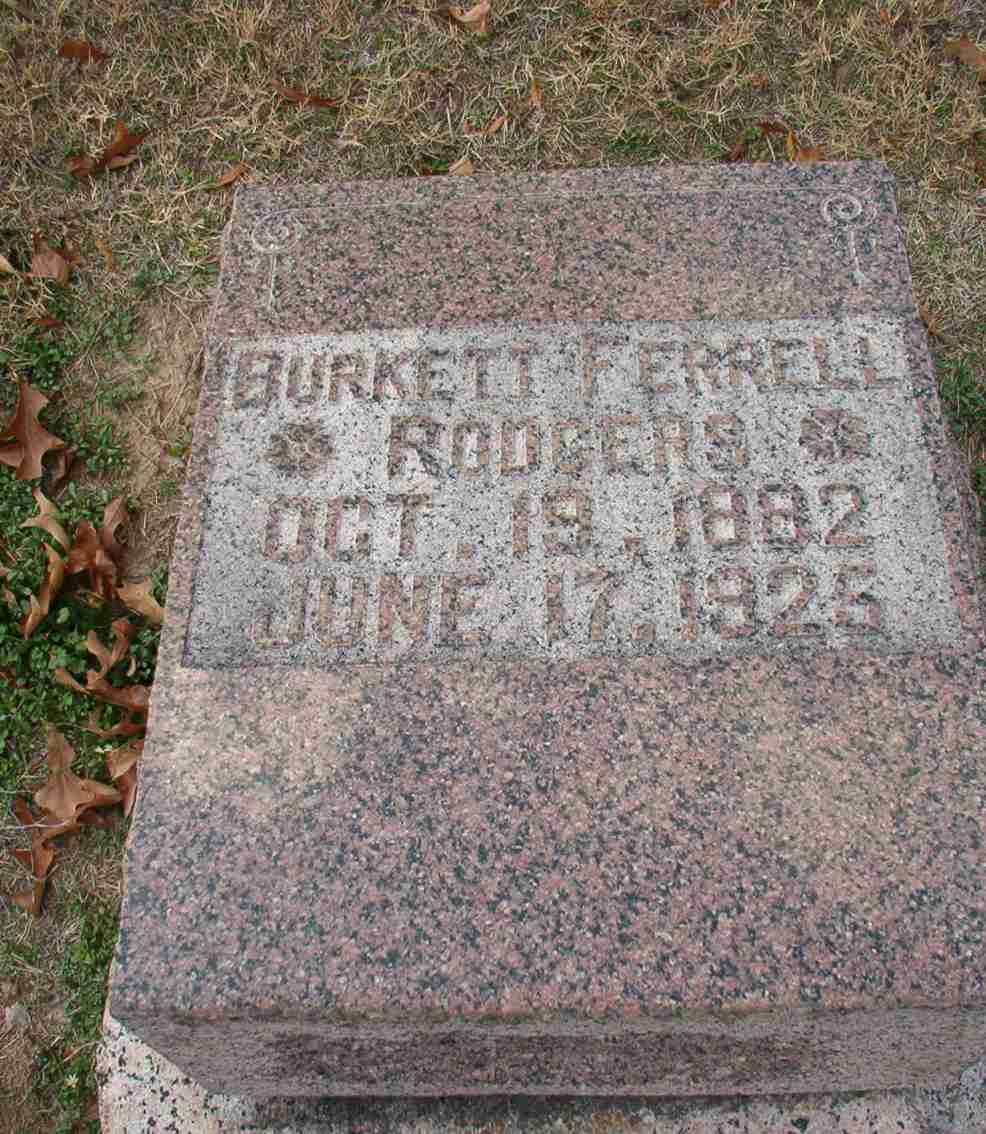 BURKETT FERRELL
RODGERS
OCT. 19, 1882
JUNE 17, 1925